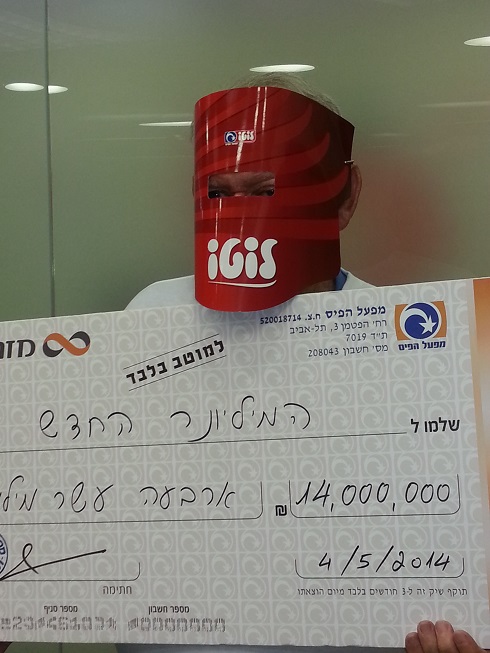 לוטו
לוטו
מפעל הפיס ח.צ. 520018714
רח' הפטמן 3, תל-אביב
ת"ד 7019
מס' חשבון 208043
מפעל הפיס
למוטב בלבד
שלמו ל המיליונר החדש
14,000,000 ₪ ארבעה עשר
4/5/2014
תוקף שיק זה ל-3 חודשים בלבד מיום הוצאתו
חתימה
מספר חשבון
מספר סניף